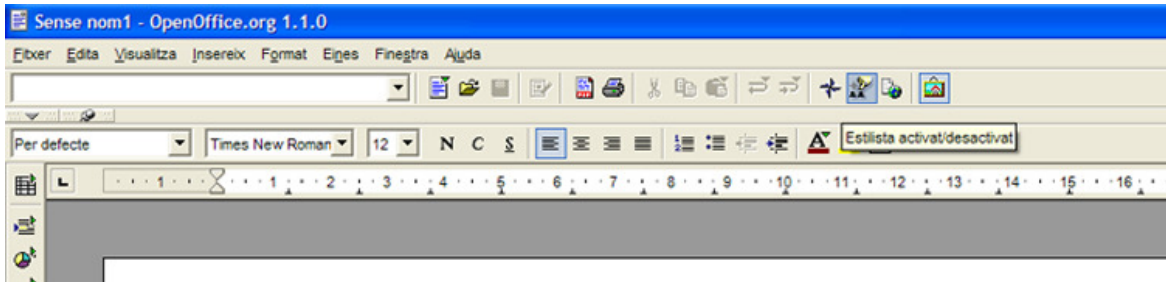 Sense nom1 - OpenOffice.org 1.1.0
Fitxer Edita Visualitza Insereix Format Eines Finestra Ajuda
Per defecte Times New Roman 12 N C S A Estilista activat/desactivat
1 1 2 3 4 5 6 7 8 9 10 11 12 13 14 15 16